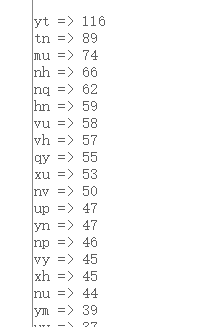 yt => 116
tn => 89
mu => 74
nh => 66
nq => 62
hn => 59
vu => 58
vh => 57
qy => 55
xu => 53
nv => 50
up => 47
yn => 47
np => 46
vy => 45
xh => 45
nu => 44
ym => 39